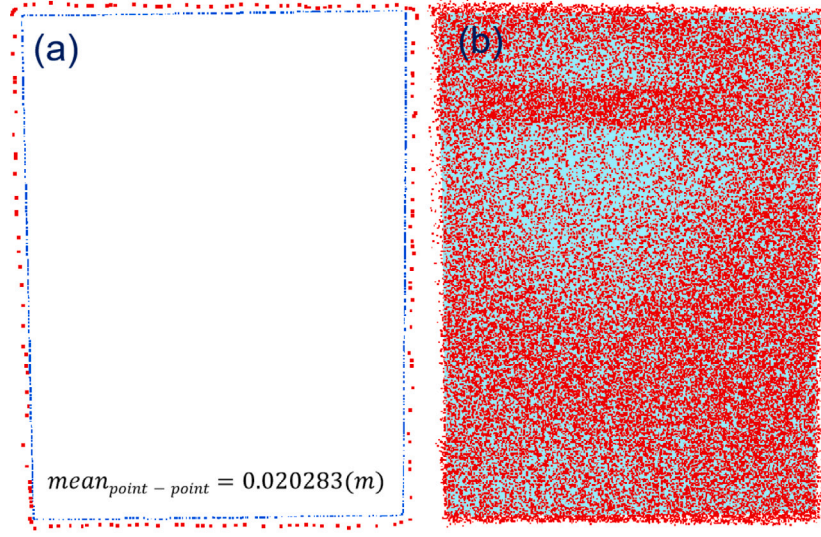 (a)
(b)
mean_{point – point} = 0.020283(m)